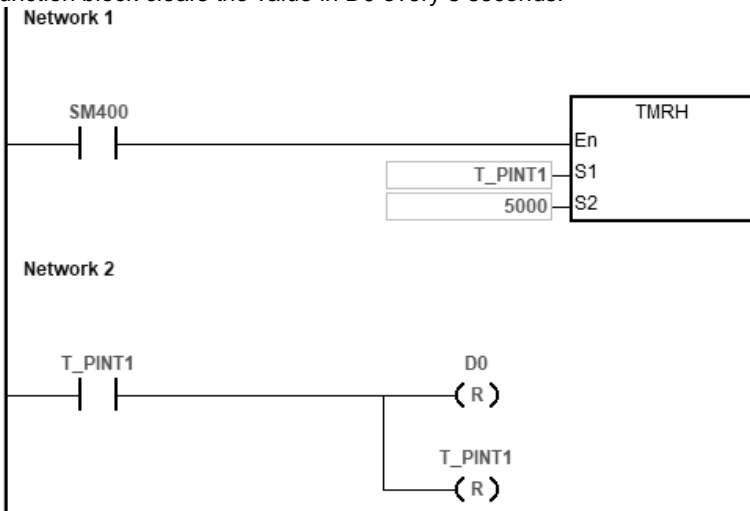 function block clears the value in D0 every 5 seconds.
Network 1
SM400
TMRH
En
T_PINT1 S1
5000 S2
Network 2
T_PINT1 D0
R
T_PINT1
R